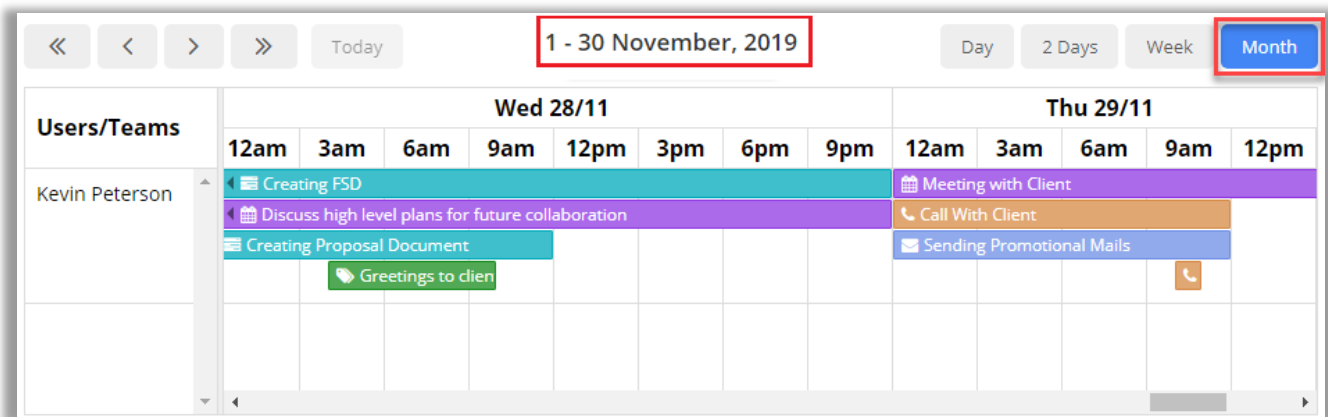 Today 1 - 30 November, 2019 Day 2 Days Week Month
Users/Teams Wed 28/11 Thu 29/11
12am 3am 6am 9am 12pm 3pm 6pm 9pm 12am 3am 6am 9am 12pm
Kevin Peterson Creating FSD Meeting with Client
Discuss high level plans for future collaboration Call With Client
Creating Proposal Document Sending Promotional Mails
Greetings to clien